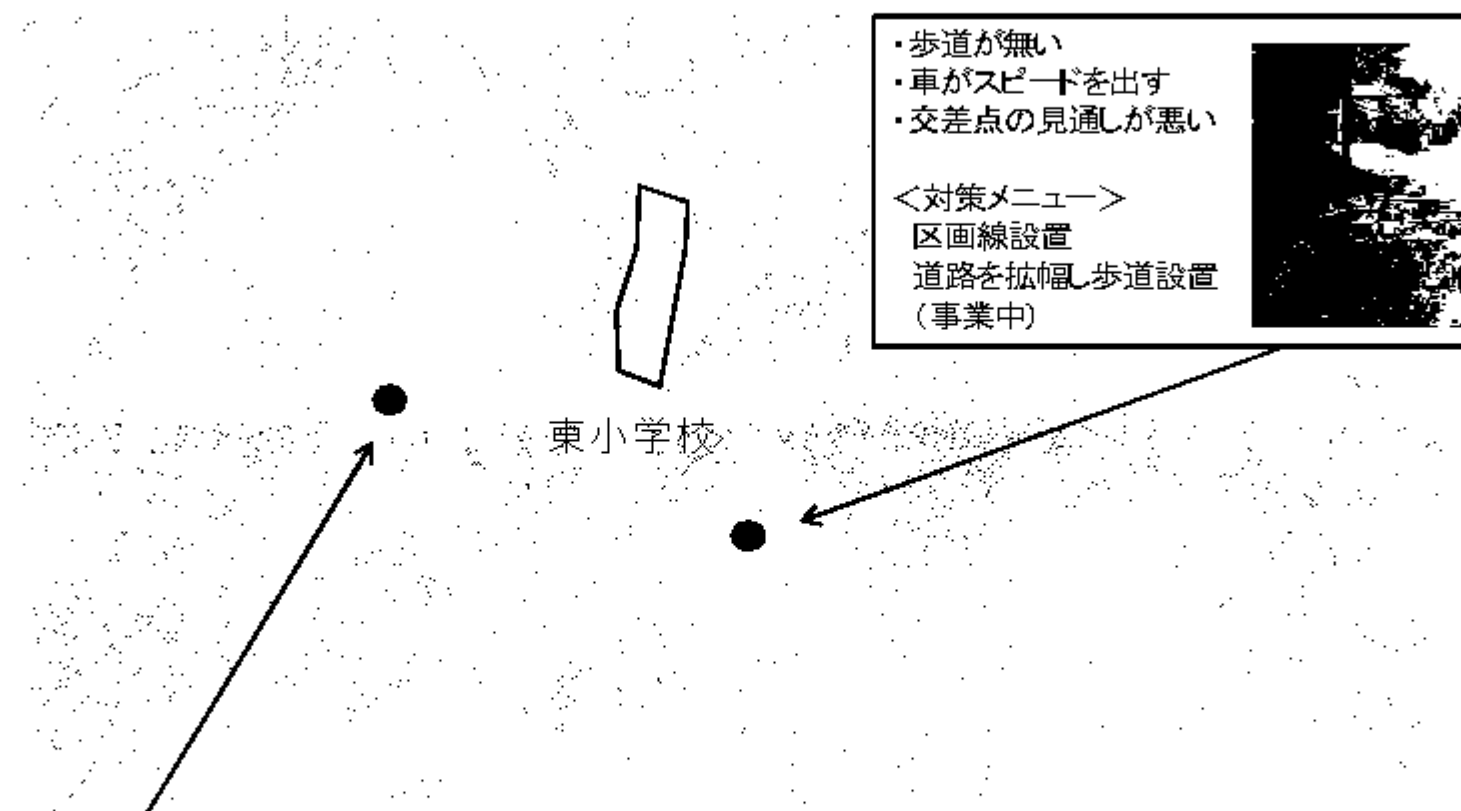 ・歩道が無い
・車がスピードを出す
・交差点の見通しが悪い
＜対策メニュー＞
区画線設置
道路を拡幅し歩道設置
（事業中）
東小学校